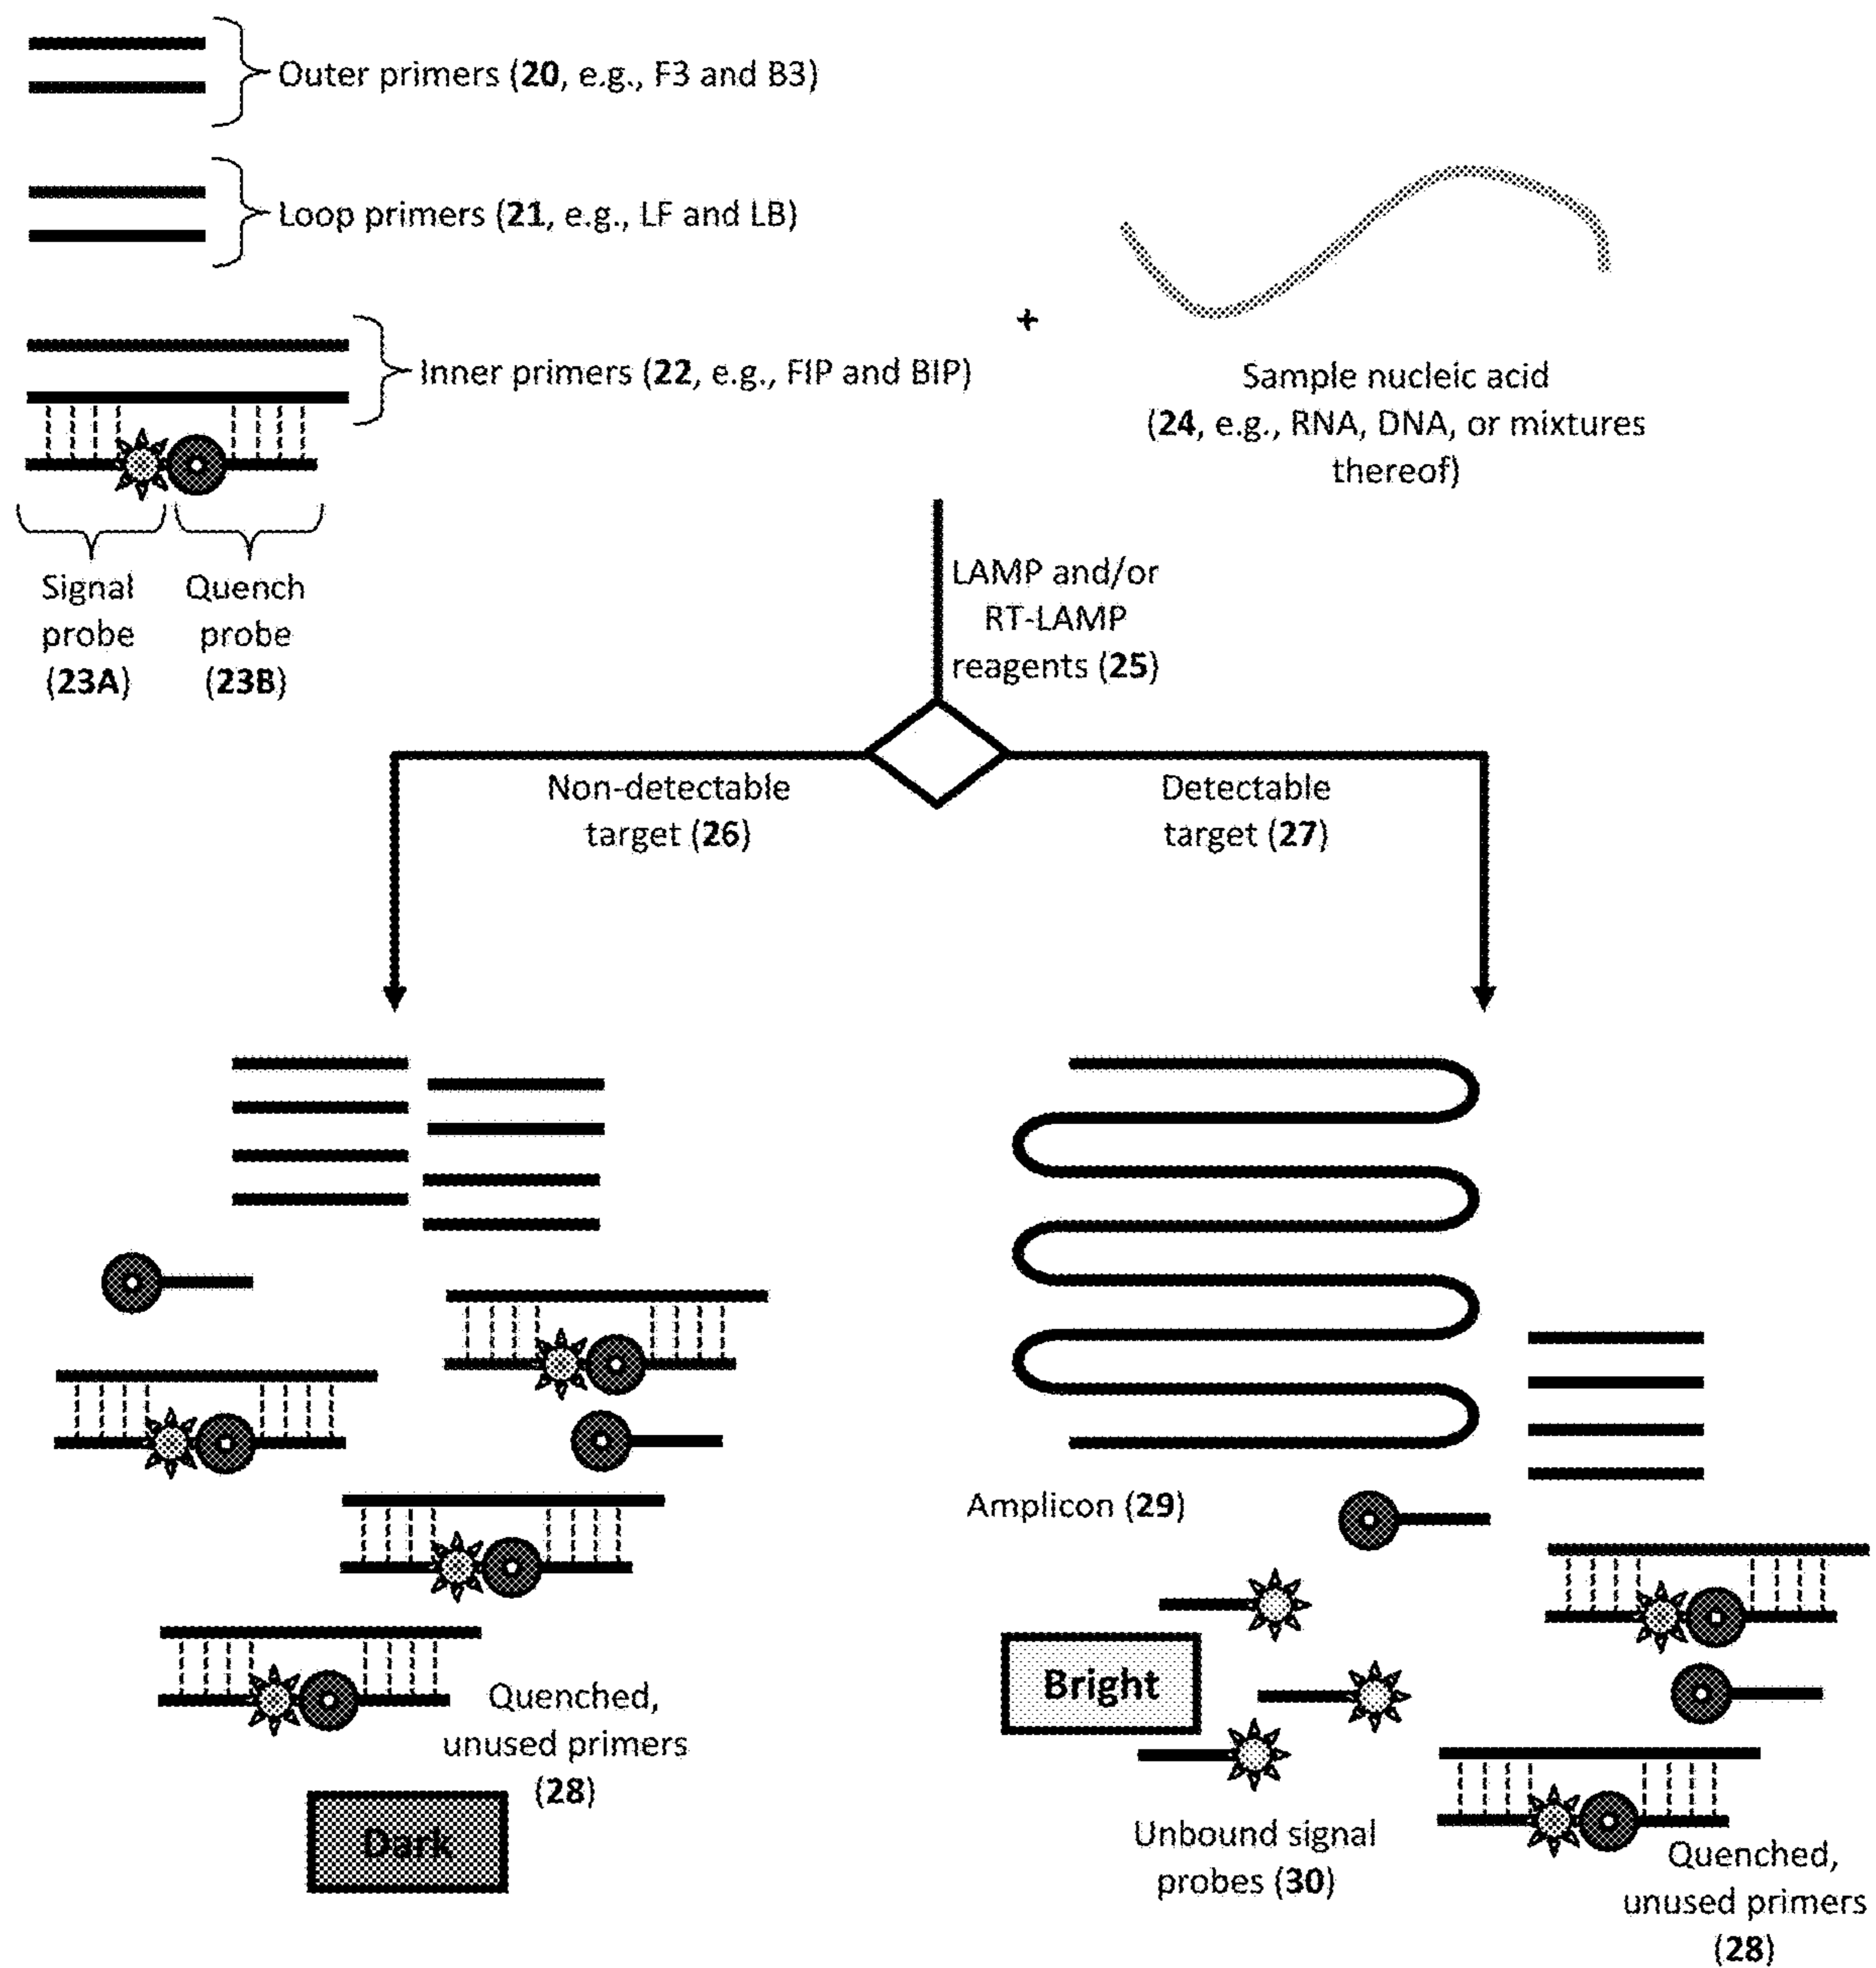 Outer primers (20, e.g., F3 and B3)
Loop primers (21, e.g., LF and LB)
Inner primers (22, e.g., FIP and BIP)
+
Sample nucleic acid
(24, e.g., RNA, DNA, or mixtures
thereof)
Signal
probe
(23A)
Quench
probe
(23B)
LAMP and/or
RT-LAMP
reagents (25)
Non-detectable
target (26)
Detectable
target (27)
Quenched,
unused primers
(28)
Dark
Amplicon (29)
Bright
Unbound signal
probes (30)
Quenched,
unused primers
(28)